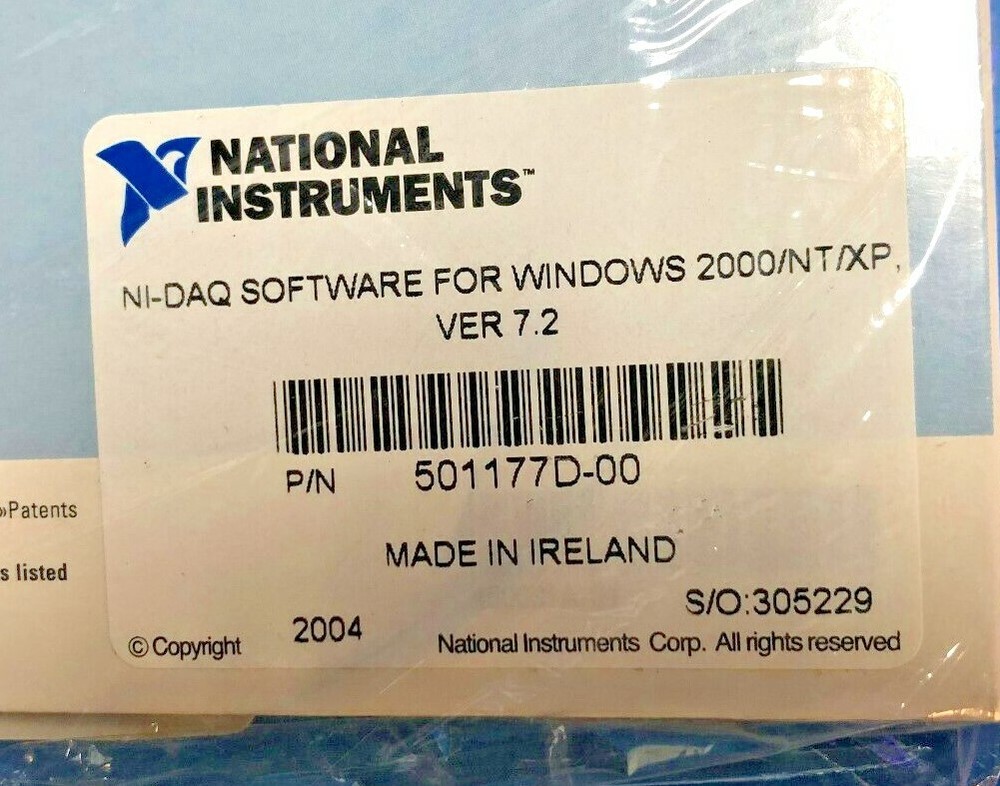 NATIONAL
INSTRUMENTS™
NI-DAQ SOFTWARE FOR WINDOWS 2000/NT/XP,
VER 7.2
P/N 501177D-00
»Patents
MADE IN IRELAND
s listed
S/O:305229
© Copyright 2004 National Instruments Corp. All rights reserved